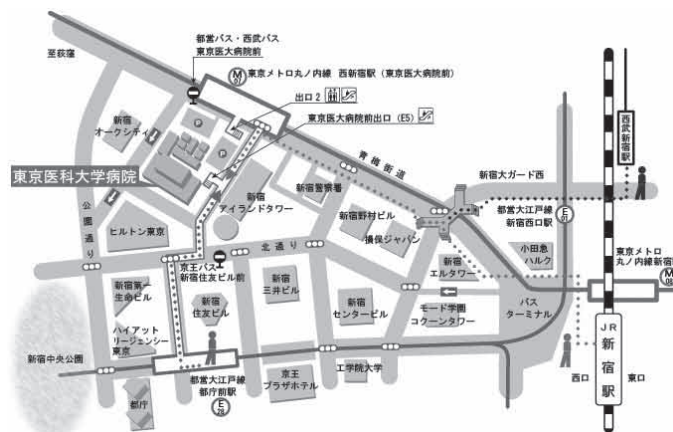 都営バス・西武バス
東京医大病院前
至荻窪
M
07
東京メトロ丸ノ内線 西新宿駅（東京医大病院前）
出口2
東京医大病院前出口（E5）
新宿
オークシティ
P
P
東京医科大学病院
青梅街道
新宿大ガード西
西武新宿駅
新宿警察署
新宿
アイランドタワー
新宿野村ビル
損保ジャパン
都営大江戸線
新宿西口駅
E
01
公園通り
ヒルトン東京
北通り
京王バス
新宿住友ビル前
小田急
ハルク
新宿
エルタワー
東京メトロ
丸ノ内線新宿
M
08
新宿第一
生命ビル
新宿
住友ビル
新宿
三井ビル
新宿
センタービル
モード学園
コクーンタワー
バス
ターミナル
ハイアット
リージェンシー
東京
新宿中央公園
JR
新宿駅
西口
東口
都営大江戸線
都庁前駅
E
28
都庁
京王
プラザホテル
工学院大学